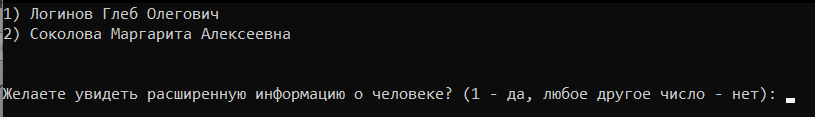 1) Логинов Глеб Олегович
2) Соколова Маргарита Алексеевна
Желаете увидеть расширенную информацию о человеке? (1 - да, любое другое число - нет):